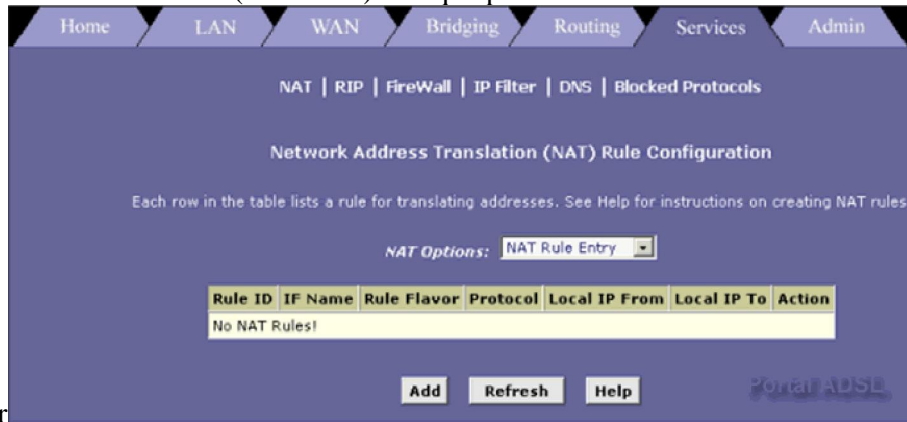 Home LAN WAN Bridging Routing Services Admin
NAT | RIP | FireWall | IP Filter | DNS | Blocked Protocols
Network Address Translation (NAT) Rule Configuration
Each row in the table lists a rule for translating addresses. See Help for instructions on creating NAT rules
NAT Options: NAT Rule Entry
Rule ID IF Name Rule Flavor Protocol Local IP From Local IP To Action
No NAT Rules!
Add Refresh Help
Portal ADSL
r